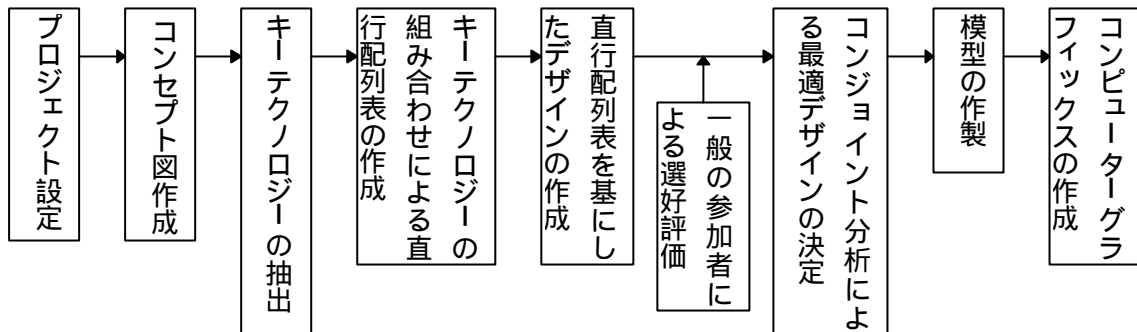 プロジェクト設定
コンセプト図作成
キーテクノロジーの抽出
キーテクノロジーの
組み合わせによる直
行配列表の作成
直行配列表を基にし
たデザインの作成
一般の参加者に
よる選好評価
コンジョイント分析によ
る最適デザインの決定
模型の作製
コンピューターグラ
フィックスの作成